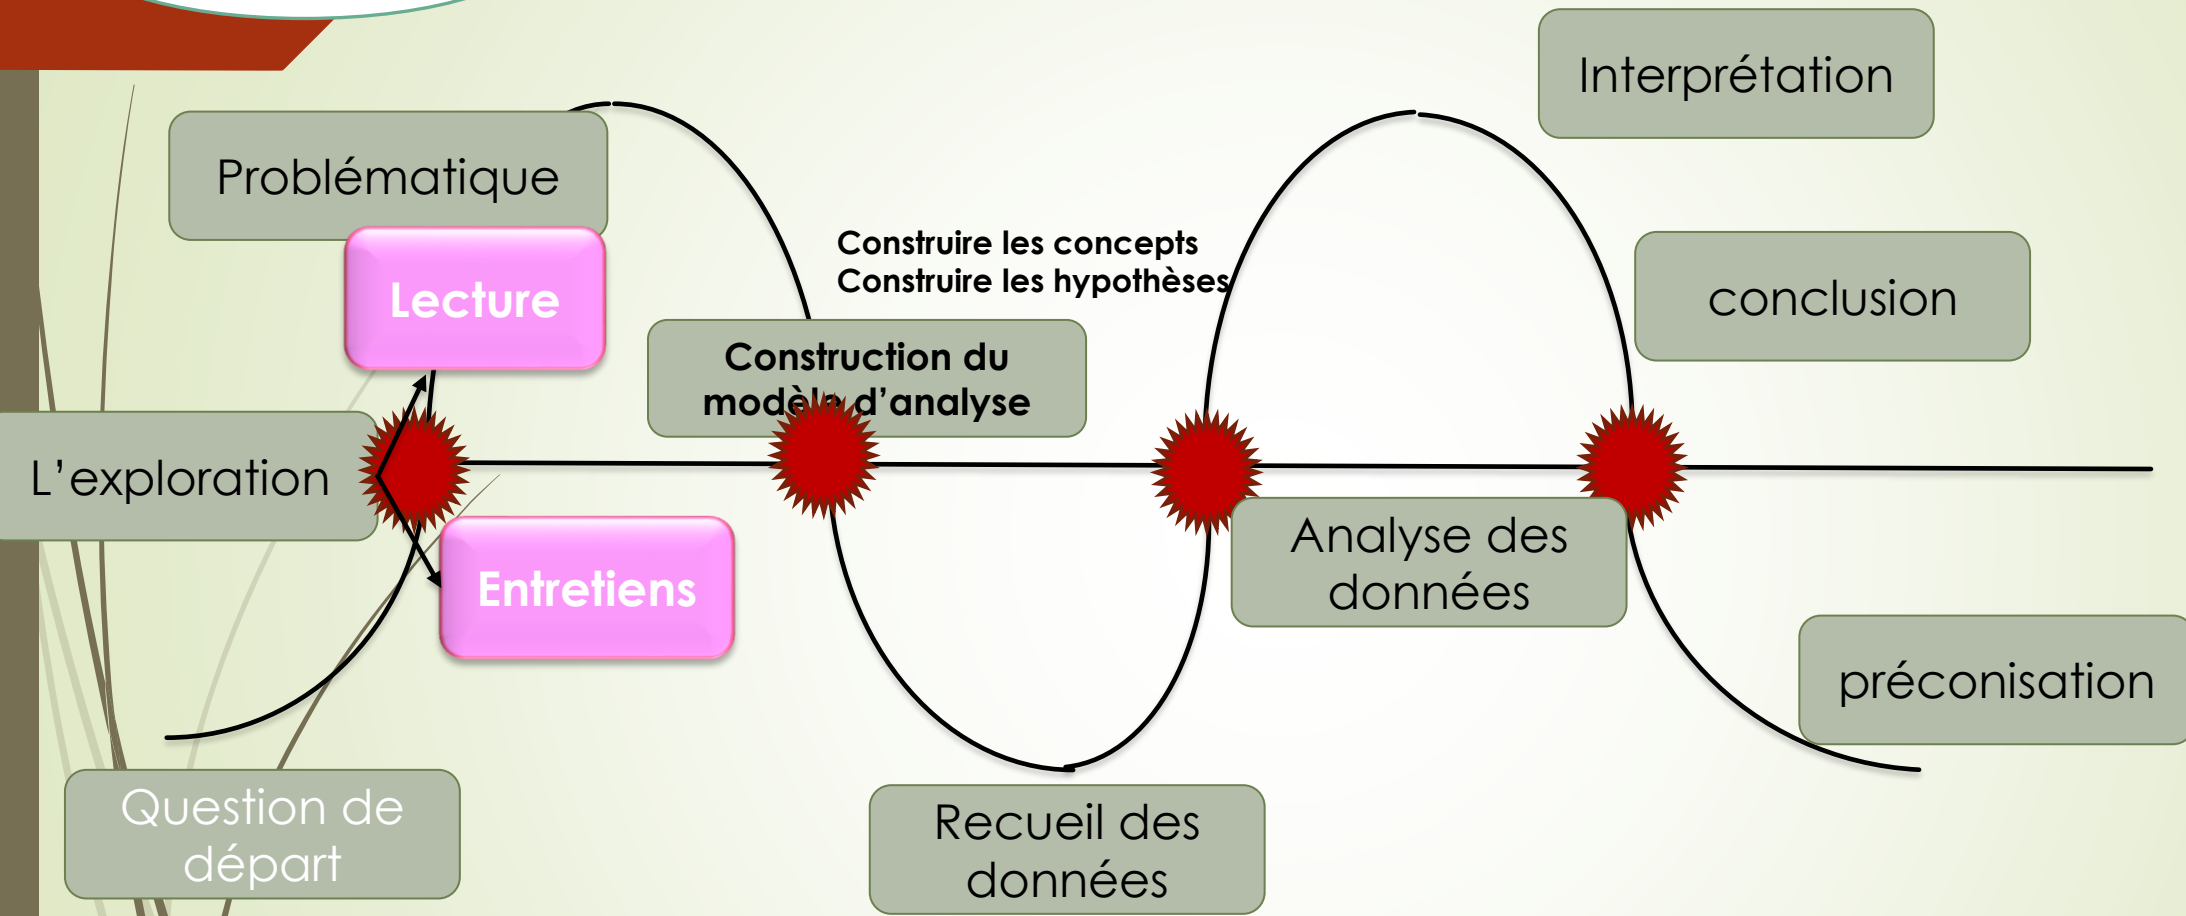 Interprétation
Problématique
Construire les concepts
Construire les hypothèses
Lecture
conclusion
Construction du
modèle d’analyse
L’exploration
Analyse des
données
Entretiens
préconisation
Question de
départ
Recueil des
données